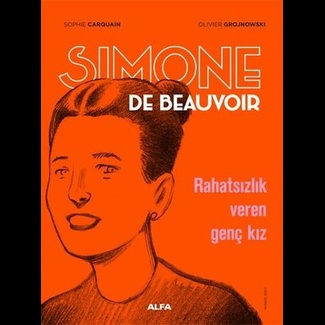 SOPHIE CARQUAIN OLIVIER GROJNOWSKI
SIMONE
DE BEAUVOIR
Rahatsızlık
veren
genç kız
ALFA